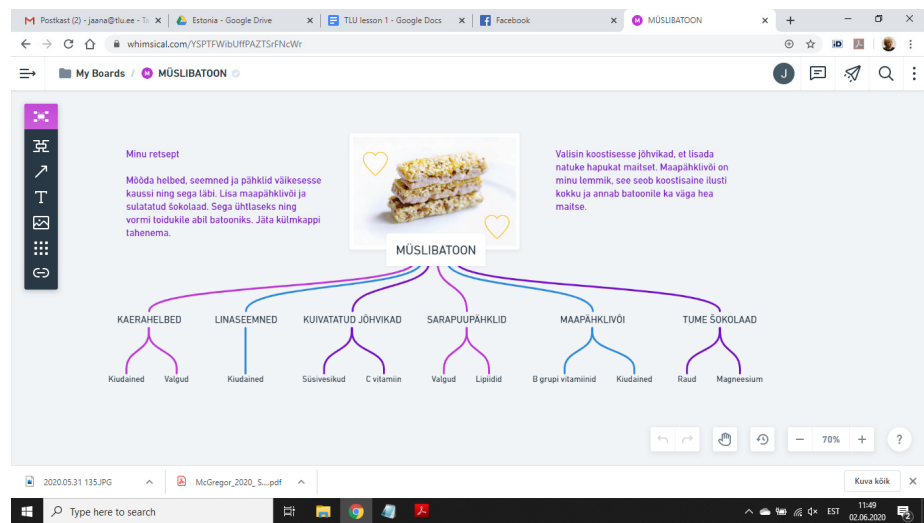 Postkast (2) - jaana@tlu.ee - Ta
Estonia - Google Drive
TLU lesson 1 - Google Docs
Facebook
MÜSLIBATOON
whimsical.com/YSPTFWibUffPAZTSrFNcWr
My Boards / M MÜSLIBATOON
J
Minu retsept
Mõõda helbed, seemned ja pähklid väikesesse
kaussi ning sega läbi. Lisa maapähklivõi ja
sulatatud šokolaad. Sega ühtlaseks ning
vormi toidukile abil batooniks. Jäta külmkappi
tahenema.
Valisin koostisesse jõhvikad, et lisada
natuke hapukat maitset. Maapähklivõi on
minu lemmik, see seob koostisaine ilusti
kokku ja annab batoonile ka väga hea
maitse.
MÜSLIBATOON
KAERAHELBED LINASEEMNED KUIVATATUD JÕHVIKAD SARAPUUPÄHKLID MAAPÄHKLIVÕI TUME ŠOKOLAAD
Kiudained Valgud Kiudained Süsivesikud C vitamiin Valgud Lipiidid B grupi vitamiinid Kiudained Raud Magneesium
70%
?
2020.05.31 135.JPG
McGregor_2020_S....pdf
Kuva kõik
Type here to search
EST
11:49
02.06.2020